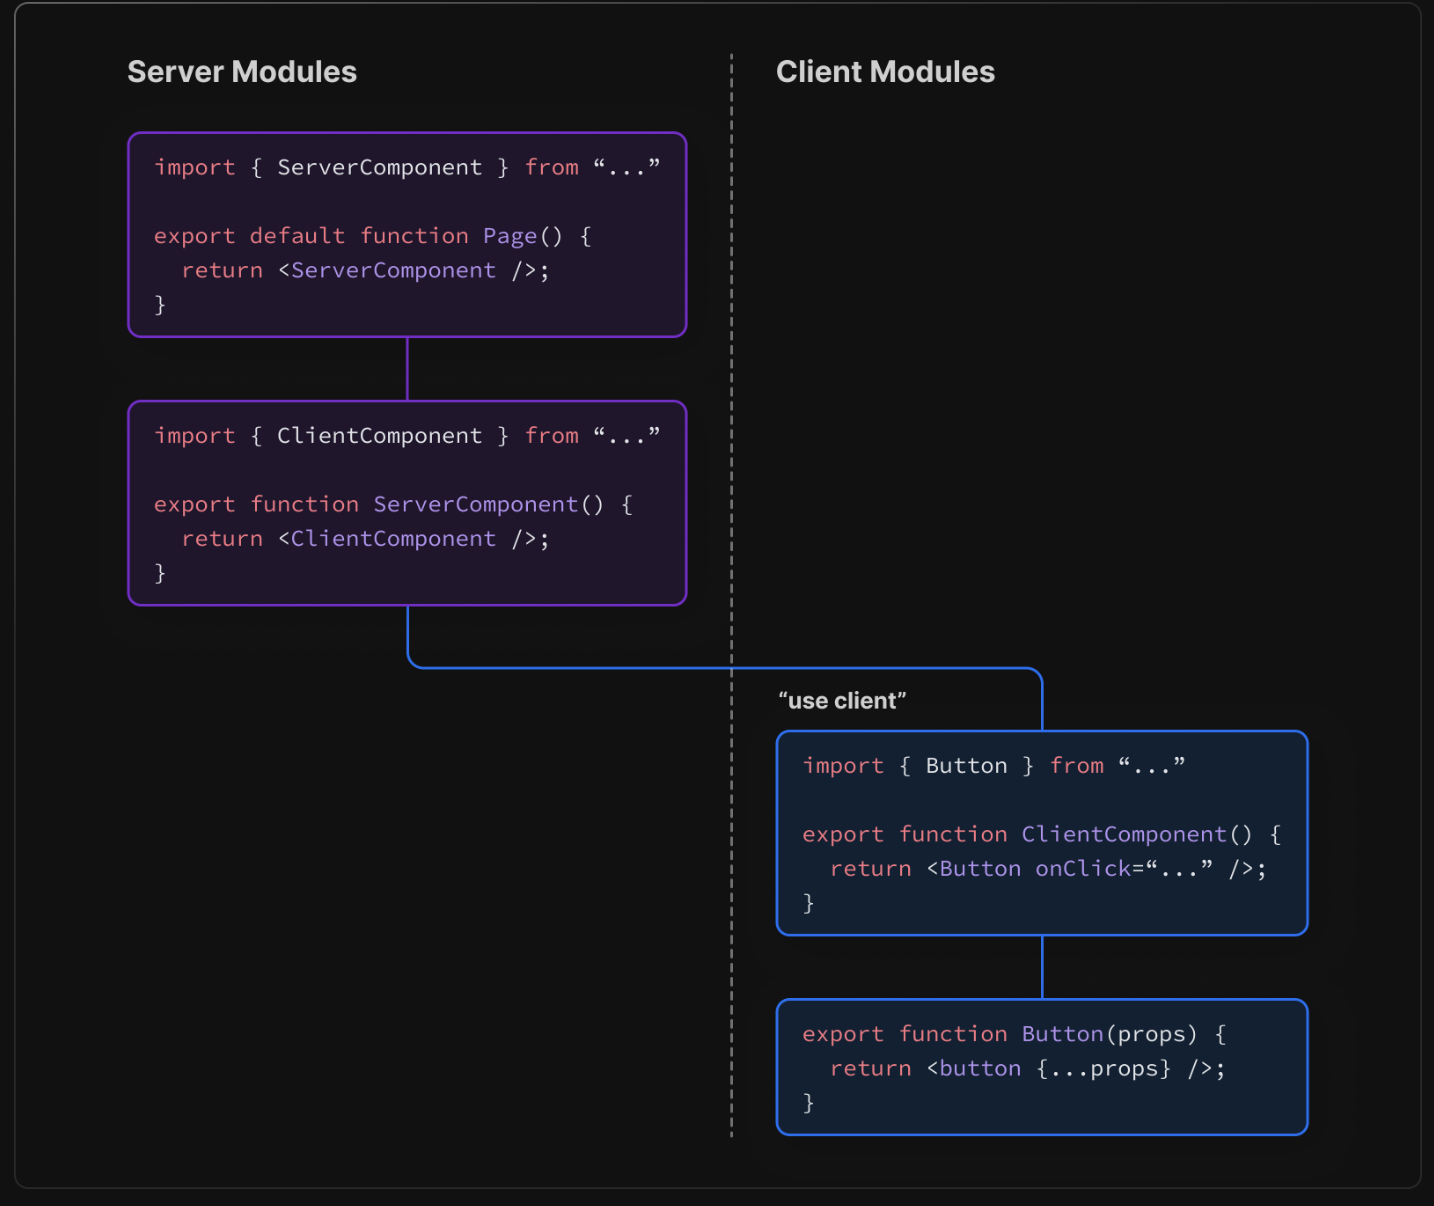 Server Modules
import { ServerComponent } from “...”
export default function Page() {
return <ServerComponent />;
}
import { ClientComponent } from “...”
export function ServerComponent() {
return <ClientComponent />;
}
Client Modules
“use client”
import { Button } from “...”
export function ClientComponent() {
return <Button onClick=“...” />;
}
export function Button(props) {
return <button {...props} />;
}